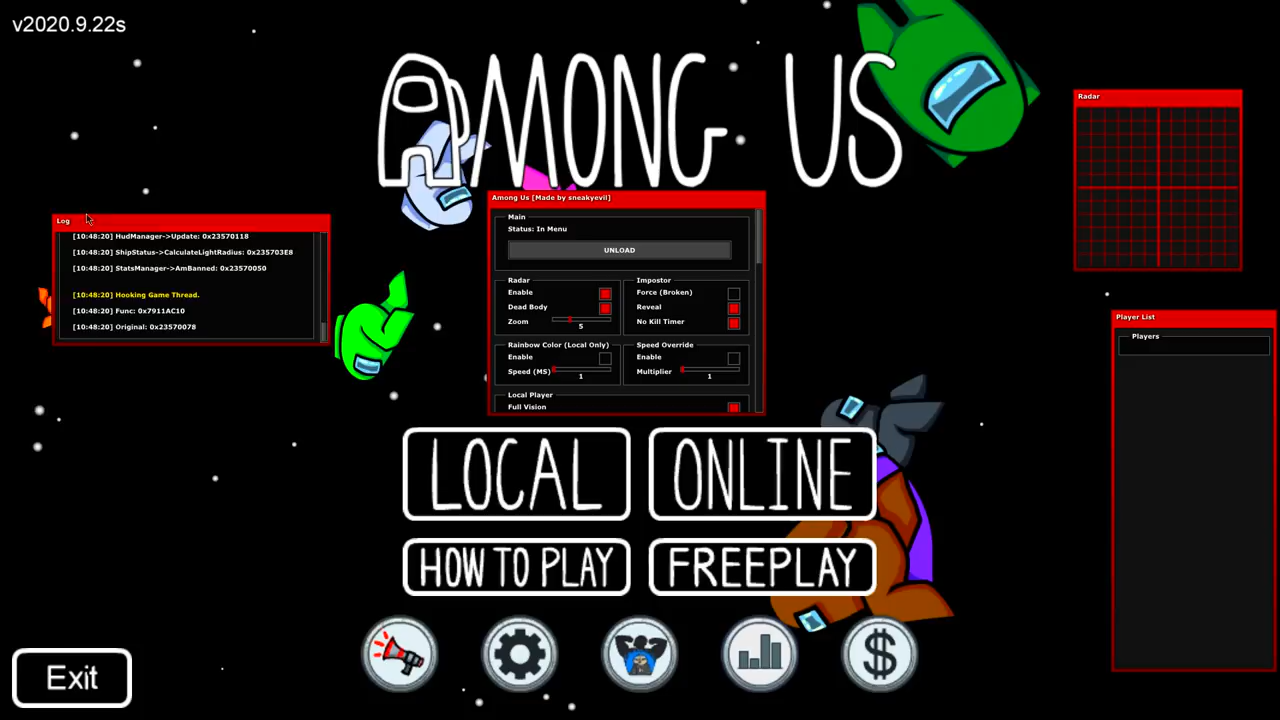 v2020.9.22s
AMONG US
Radar
Among Us [Made by sneakyevil]
Main
Status: In Menu
UNLOAD
Log
[10:48:20] HudManager->Update: 0x23570118
[10:48:20] ShipStatus->CalculateLightRadius: 0x235703E8
[10:48:20] StatsManager->AmBanned: 0x23570050
[10:48:20] Hooking Game Thread.
[10:48:20] Func: 0x7911AC10
[10:48:20] Original: 0x23570078
Radar
Enable
Dead Body
Zoom
5
Impostor
Force (Broken)
Reveal
No Kill Timer
Rainbow Color (Local Only)
Enable
Speed (MS)
1
Speed Override
Enable
Multiplier
1
Local Player
Full Vision
Player List
Players
LOCAL
ONLINE
HOW TO PLAY
FREEPLAY
Exit
$